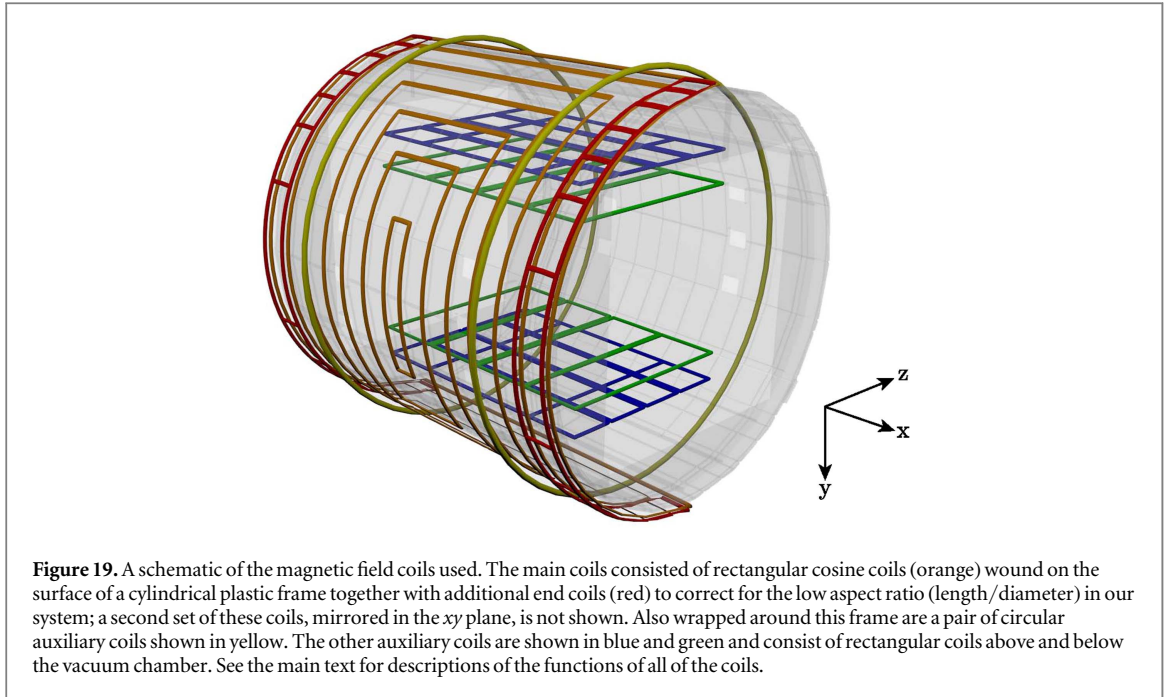 z
x
y
Figure 19. A schematic of the magnetic field coils used. The main coils consisted of rectangular cosine coils (orange) wound on the
surface of a cylindrical plastic frame together with additional end coils (red) to correct for the low aspect ratio (length/diameter) in our
system; a second set of these coils, mirrored in the xy plane, is not shown. Also wrapped around this frame are a pair of circular
auxiliary coils shown in yellow. The other auxiliary coils are shown in blue and green and consist of rectangular coils above and below
the vacuum chamber. See the main text for descriptions of the functions of all of the coils.